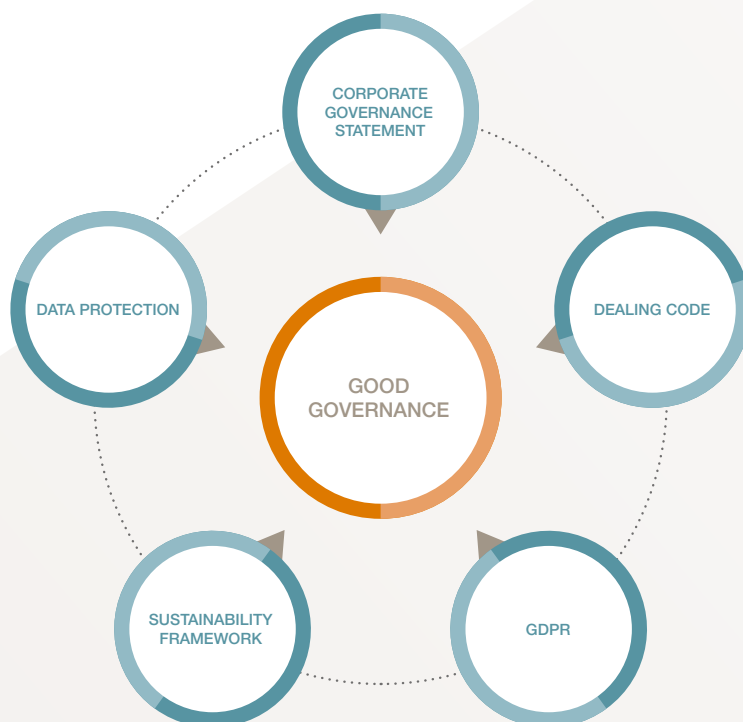 CORPORATE
GOVERNANCE
STATEMENT
DATA PROTECTION
DEALING CODE
GOOD
GOVERNANCE
SUSTAINABILITY
FRAMEWORK
GDPR